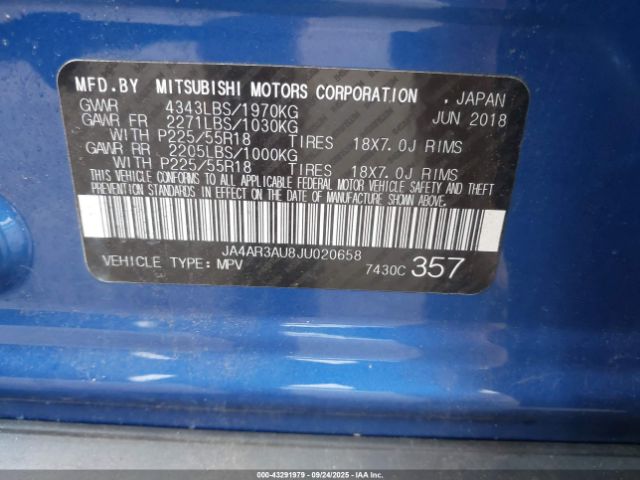 MFD.BY MITSUBISHI MOTORS CORPORATION , JAPAN
GVWR 4343LBS/1970KG JUN 2018
GAWR FR 2271LBS/1030KG
WITH P225/55R18 TIRES 18X7.0J RIMS
GAWR RR 2205LBS/1000KG
WITH P225/55R18 TIRES 18X7.0J RIMS
THIS VEHICLE CONFORMS TO ALL APPLICABLE FEDERAL MOTOR VEHICLE SAFETY AND THEFT
PREVENTION STANDARDS IN EFFECT ON THE DATE OF MANUFACTURE SHOWN ABOVE.
JA4AR3AU8JU020658
VEHICLE TYPE: MPV 7430C 357
000-43291979 - 09/24/2025 - IAAI.COM